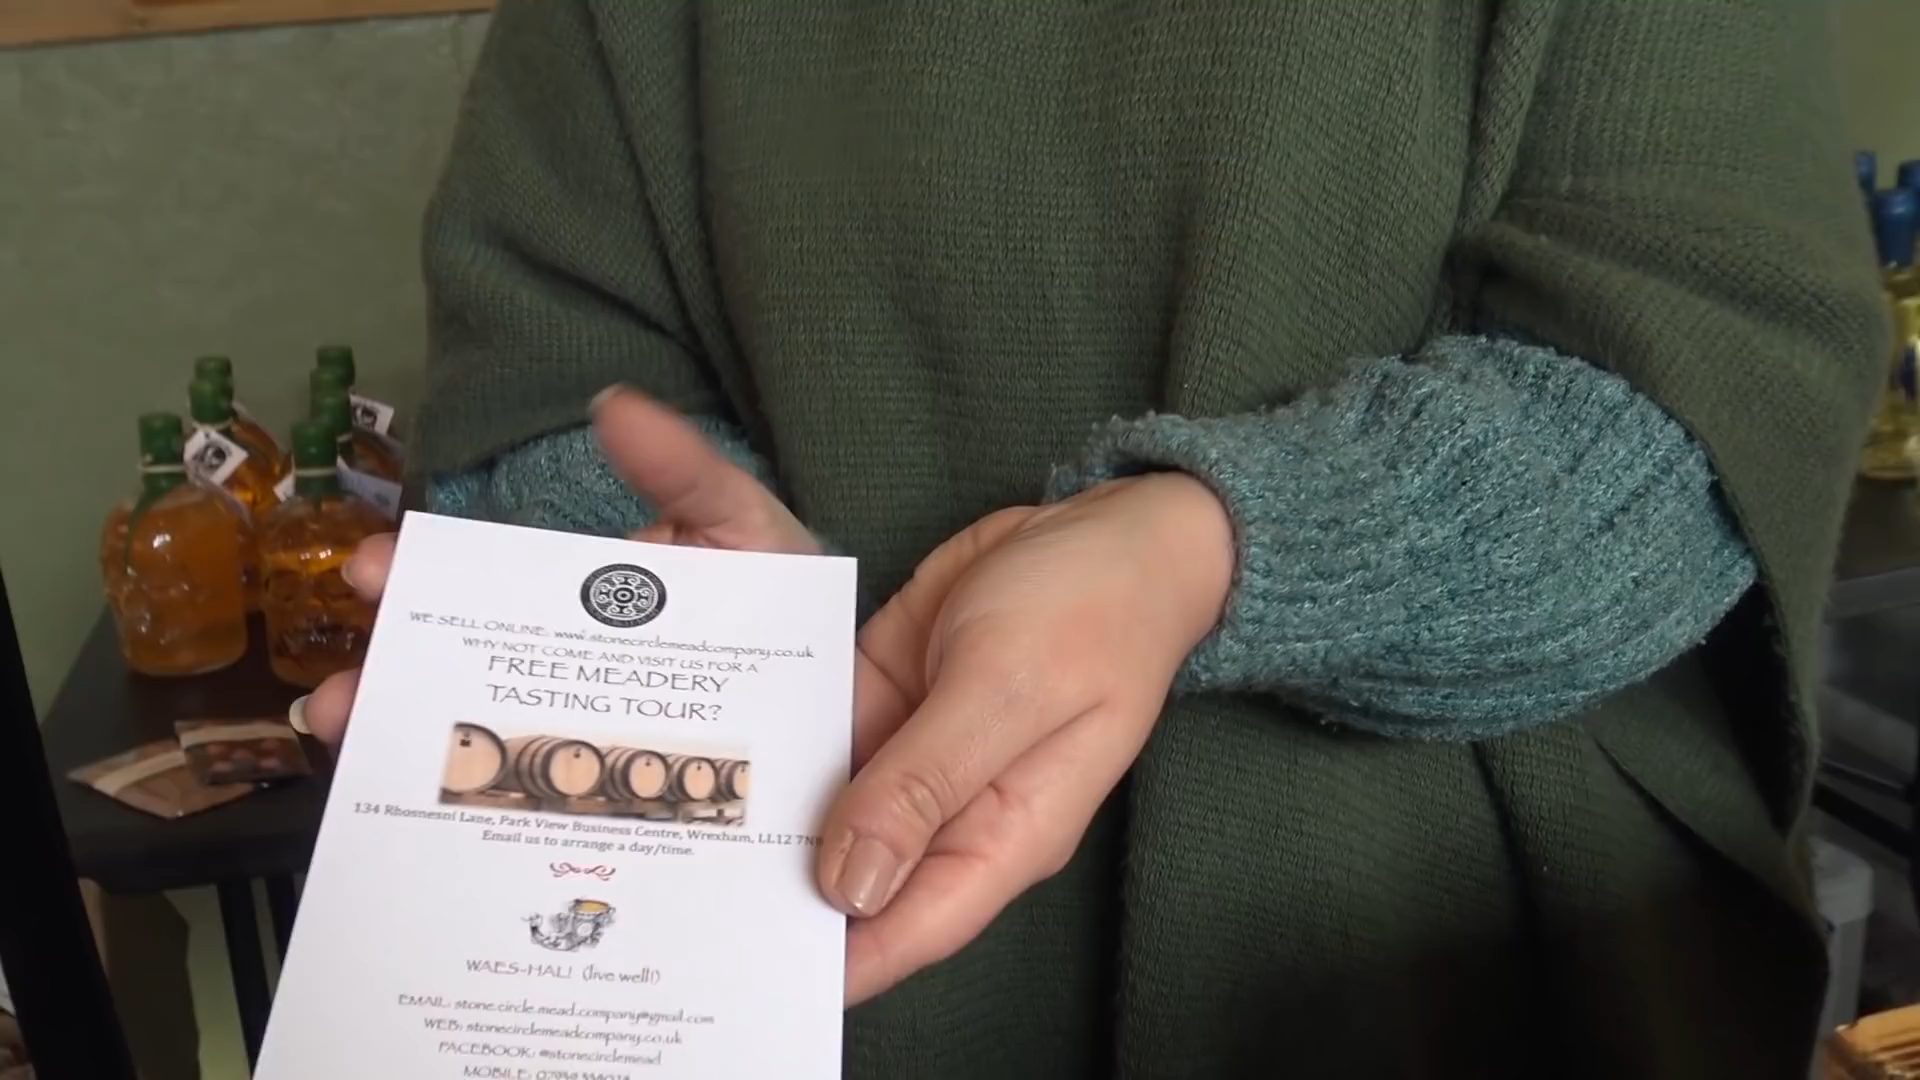 WE SELL ONLINE: www.stonecirclemeadcompany.co.uk
WHY NOT COME AND VISIT US FOR A
FREE MEADERY
TASTING TOUR?
134 Rhosnesni Lane, Park View Business Centre, Wrexham, LL12
Email us to arrange a day/time.
WAES-HAL! (live well!)
EMAIL: stone.circle.mead.company@gmail.com
WEB: stonecirclemeadcompany.co.uk
FACEBOOK: @stonecirclemead
MOBILE: